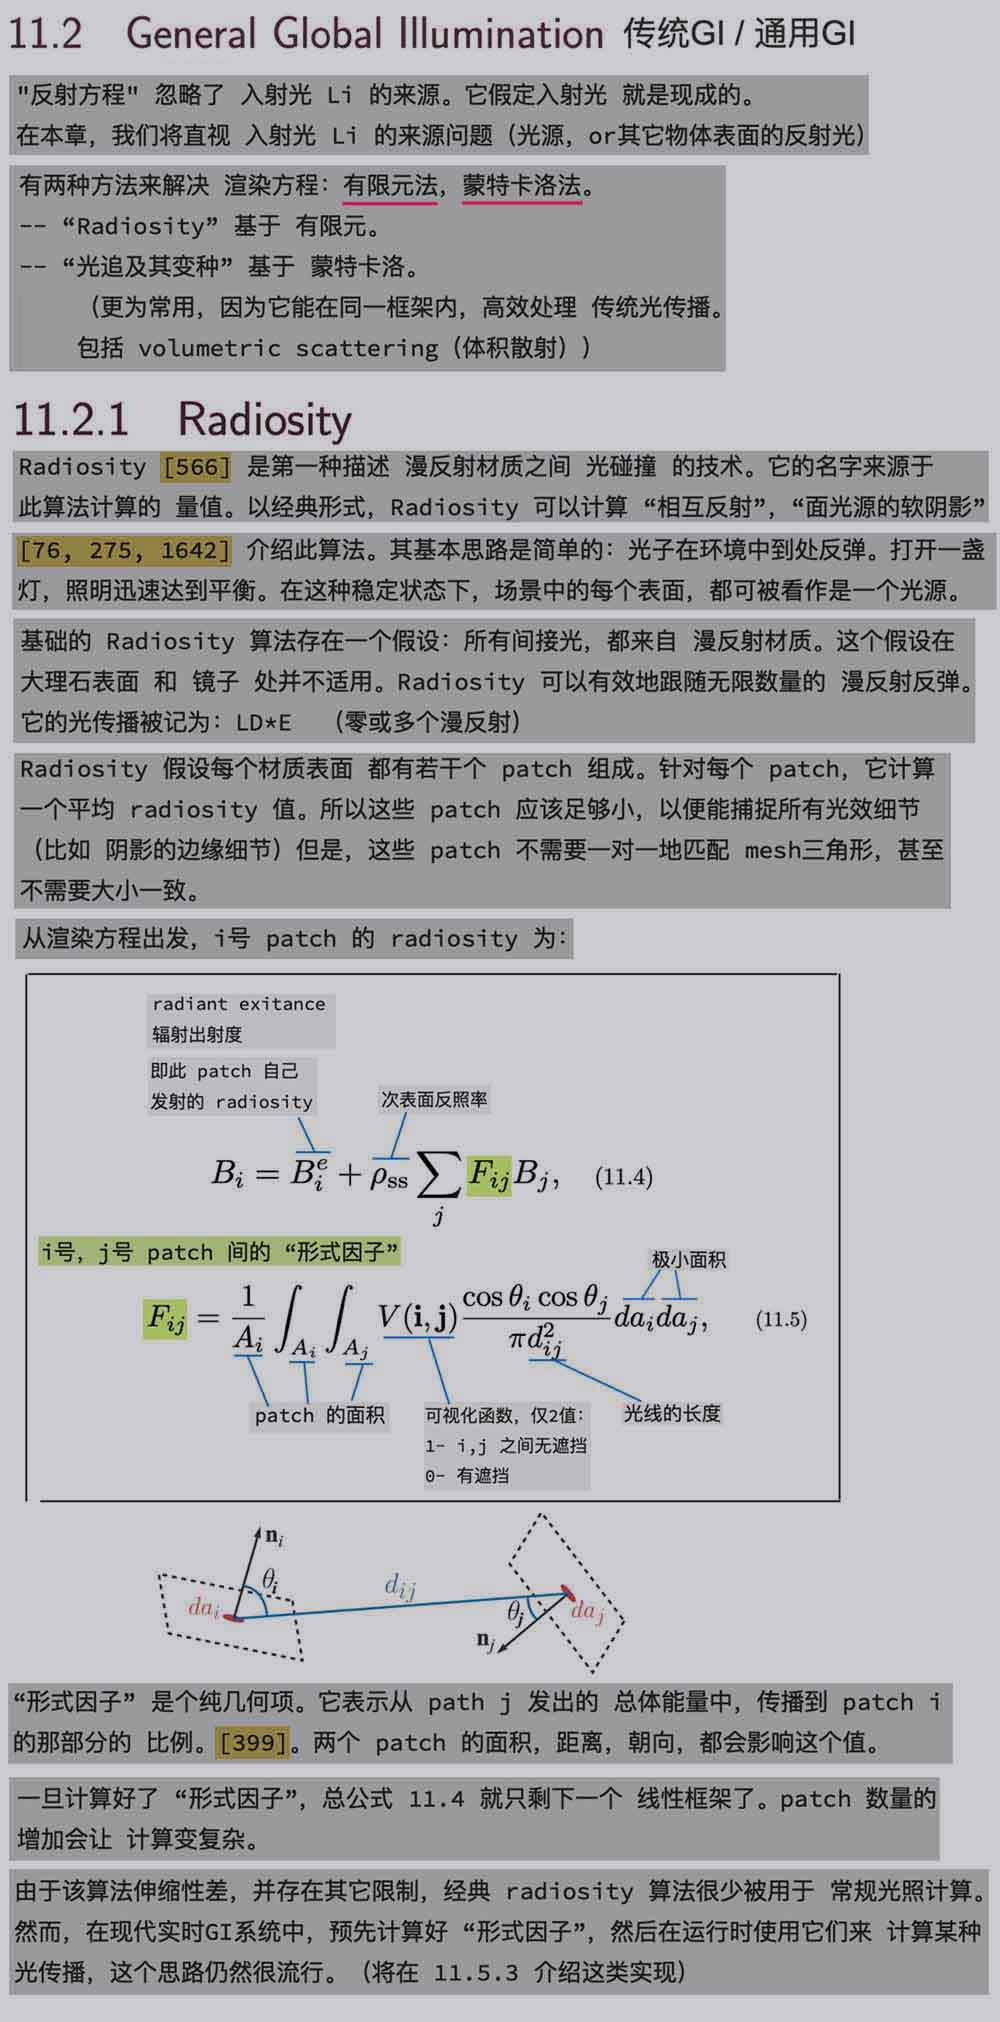 11.2 General Global Illumination 传统GI / 通用GI
"反射方程" 忽略了 入射光 Li 的来源。它假定入射光 就是现成的。
在本章，我们将直视 入射光 Li 的来源问题（光源，or其它物体表面的反射光）
有两种方法来解决 渲染方程：有限元法，蒙特卡洛法。
-- “Radiosity” 基于 有限元。
-- “光追及其变种” 基于 蒙特卡洛。
（更为常用，因为它能在同一框架内，高效处理 传统光传播。
包括 volumetric scattering（体积散射））
11.2.1 Radiosity
Radiosity [566] 是第一种描述 漫反射材质之间 光碰撞 的技术。它的名字来源于
此算法计算的 量值。以经典形式，Radiosity 可以计算 “相互反射”，“面光源的软阴影”
[76, 275, 1642] 介绍此算法。其基本思路是简单的：光子在环境中到处反弹。打开一盏
灯，照明迅速达到平衡。在这种稳定状态下，场景中的每个表面，都可被看作是一个光源。
基础的 Radiosity 算法存在一个假设：所有间接光，都来自 漫反射材质。这个假设在
大理石表面 和 镜子 处并不适用。Radiosity 可以有效地跟随无限数量的 漫反射反弹。
它的光传播被记为：LD*E （零或多个漫反射）
Radiosity 假设每个材质表面 都有若干个 patch 组成。针对每个 patch，它计算
一个平均 radiosity 值。所以这些 patch 应该足够小，以便能捕捉所有光效细节
（比如 阴影的边缘细节）但是，这些 patch 不需要一对一地匹配 mesh三角形，甚至
不需要大小一致。
从渲染方程出发，i号 patch 的 radiosity 为：
radiant exitance
辐射出射度
即此 patch 自己
发射的 radiosity
次表面反照率
B_i = B_i^e + ρ_ss ∑_j F_ij B_j, (11.4)
i号，j号 patch 间的 “形式因子”
极小面积
F_ij = 1/A_i ∫_{A_i} ∫_{A_j} V(i, j) cos θ_i cos θ_j / π d_ij^2 da_i da_j, (11.5)
patch 的面积
可视化函数，仅2值：
1- i,j 之间无遮挡
0- 有遮挡
光线的长度
n_i
θ_i
da_i
d_ij
θ_j
da_j
n_j
“形式因子” 是个纯几何项。它表示从 path j 发出的 总体能量中，传播到 patch i
的那部分的 比例。[399]。两个 patch 的面积，距离，朝向，都会影响这个值。
一旦计算好了 “形式因子”，总公式 11.4 就只剩下一个 线性框架了。patch 数量的
增加会让 计算变复杂。
由于该算法伸缩性差，并存在其它限制，经典 radiosity 算法很少被用于 常规光照计算。
然而，在现代实时GI系统中，预先计算好 “形式因子”，然后在运行时使用它们来 计算某种
光传播，这个思路仍然很流行。（将在 11.5.3 介绍这类实现）